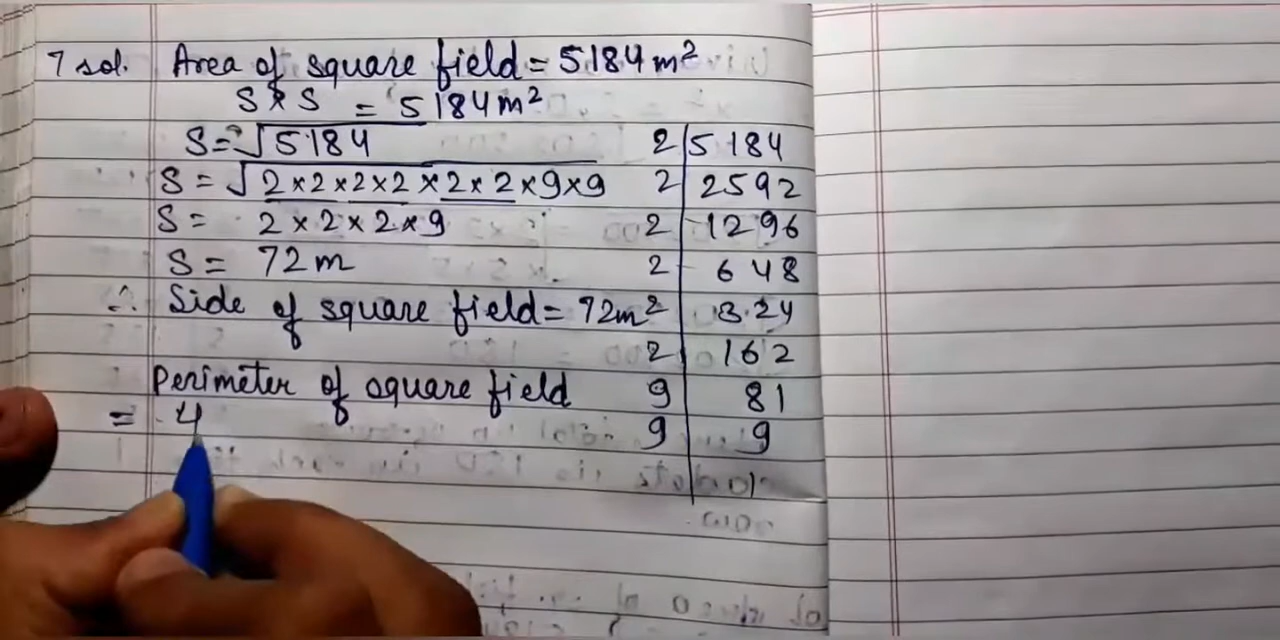 7 sol. Area of square field = 5184 m²
S × S = 5184 m²
S = √5184
S = √2×2×2×2×2×2×9×9
S = 2×2×2×9
S = 72 m
∴ Side of square field = 72m²
Perimeter of square field
= 4
2 | 5184
2 | 2592
2 | 1296
2 | 648
2 | 324
2 | 162
9 | 81
9 | 9
| 1